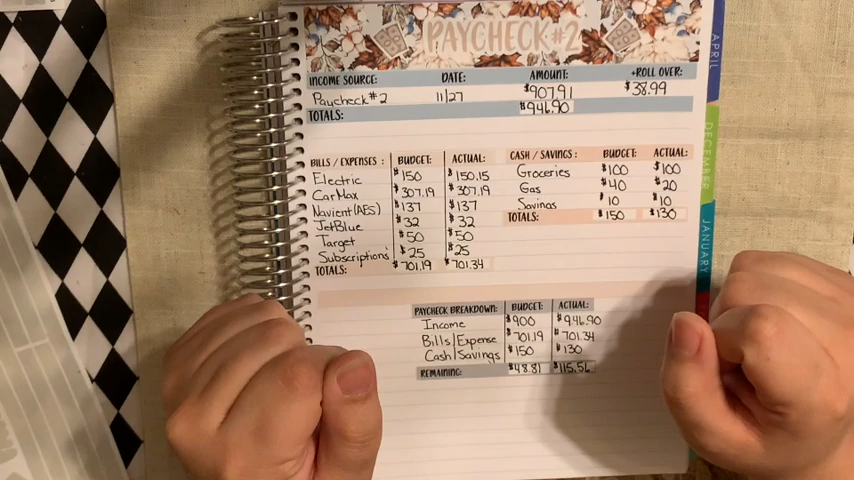 PAYCHECK #2
INCOME SOURCE: DATE: AMOUNT: +ROLL OVER:
Paycheck #2 11/27 $907.91 $38.99
TOTALS: $946.90
BILLS / EXPENSES : BUDGET: ACTUAL:
Electric $150 $150.15
CarMax $307.19 $307.19
Navient (AES) $137 $137
JetBlue $32 $32
Target $50 $50
Subscriptions $25 $25
TOTALS: $701.19 $701.34
CASH / SAVINGS : BUDGET: ACTUAL:
Groceries $100 $100
Gas $40 $20
Savings $10 $10
TOTALS: $150 $130
PAYCHECK BREAKDOWN: BUDGET: ACTUAL:
Income $900 $946.90
Bills/Expense $701.19 $701.34
Cash/Savings $150 $130
REMAINING: $48.81 $115.56
APRIL
DECEMBER
JANUARY